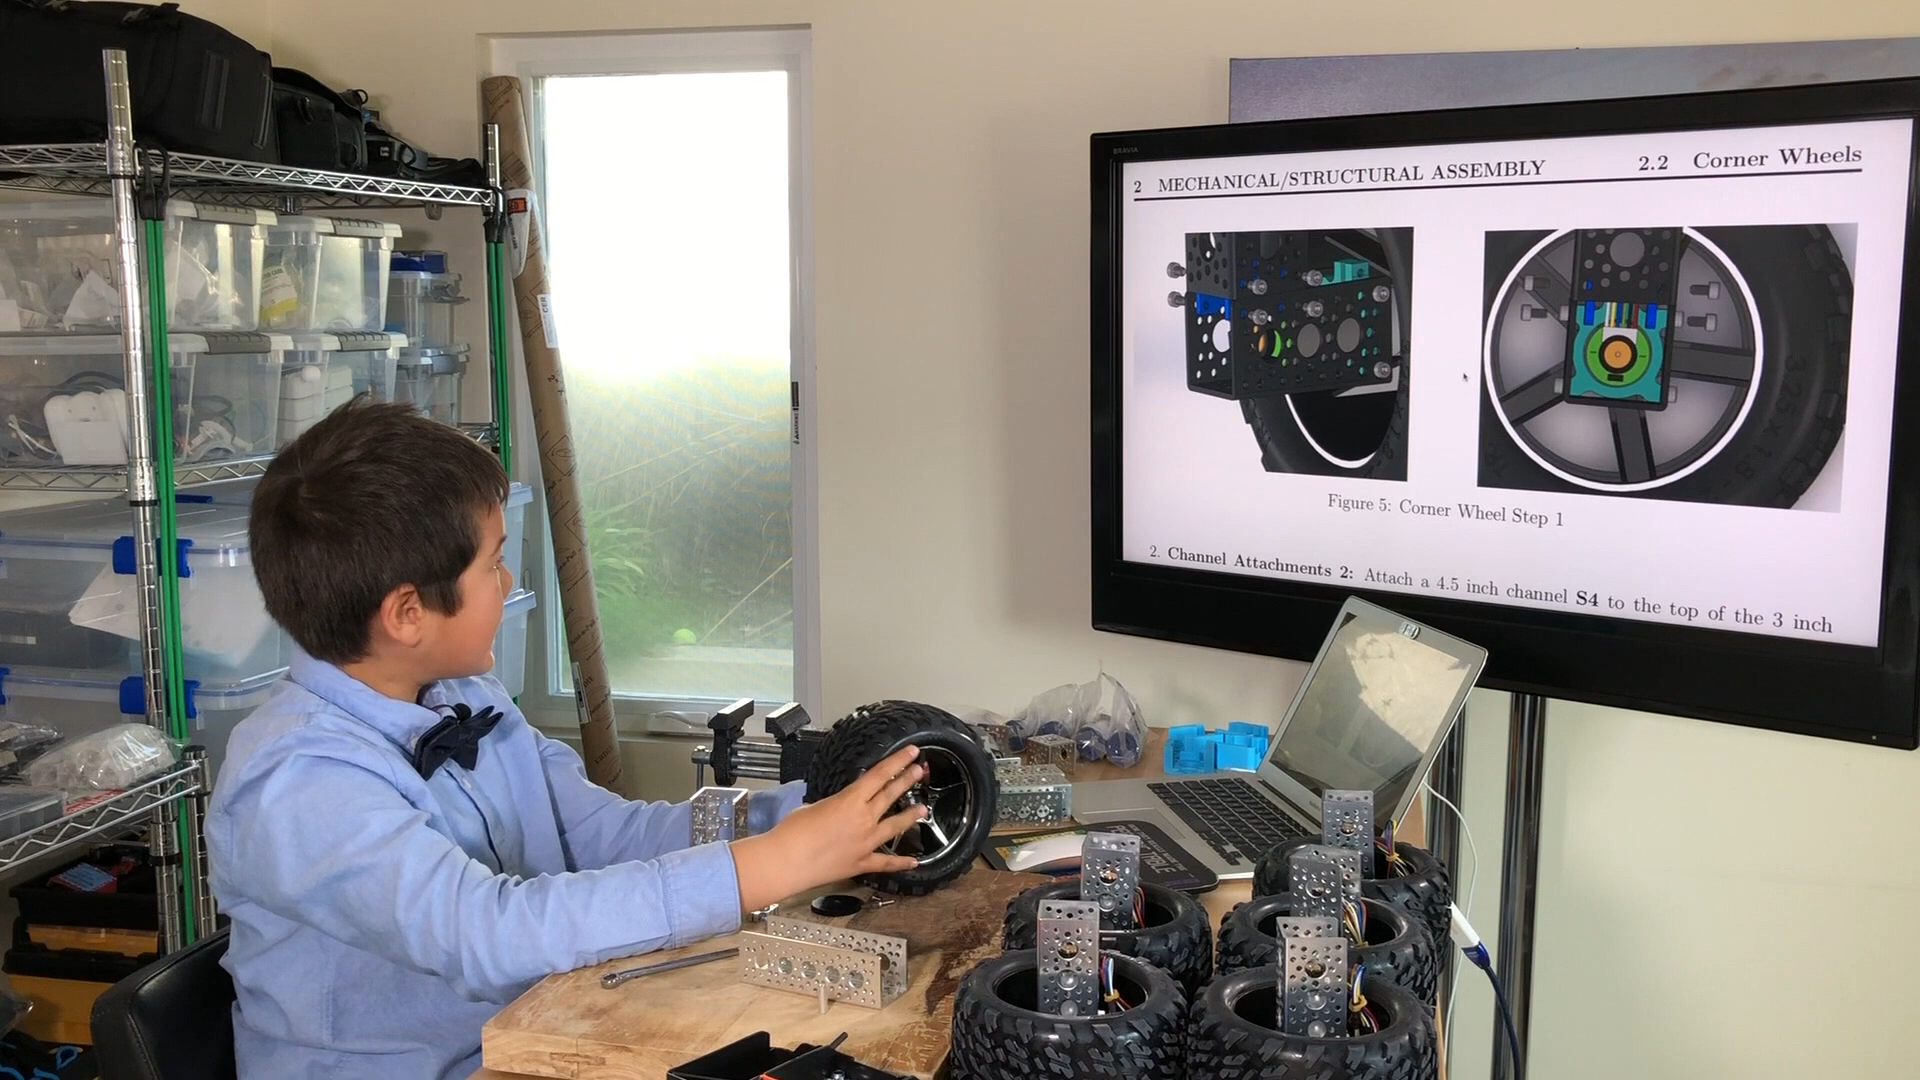 BRAVIA
2 MECHANICAL/STRUCTURAL ASSEMBLY 2.2 Corner Wheels
Figure 5: Corner Wheel Step 1
2. Channel Attachments 2: Attach a 4.5 inch channel S4 to the top of the 3 inch